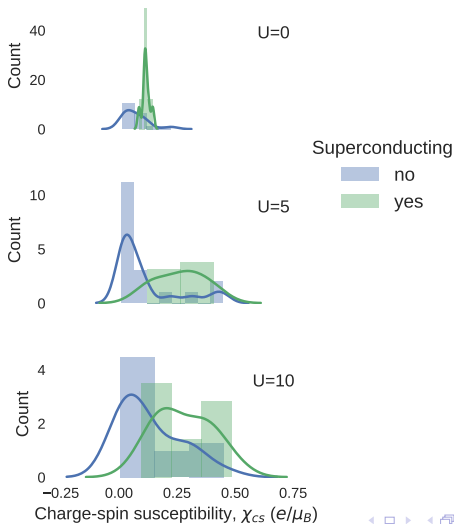 40
20
0
Count
U=0
Superconducting
no
yes
10
5
0
Count
U=5
4
2
0
Count
U=10
−0.25 0.00 0.25 0.50 0.75
Charge-spin susceptibility, χcs (e/μB)